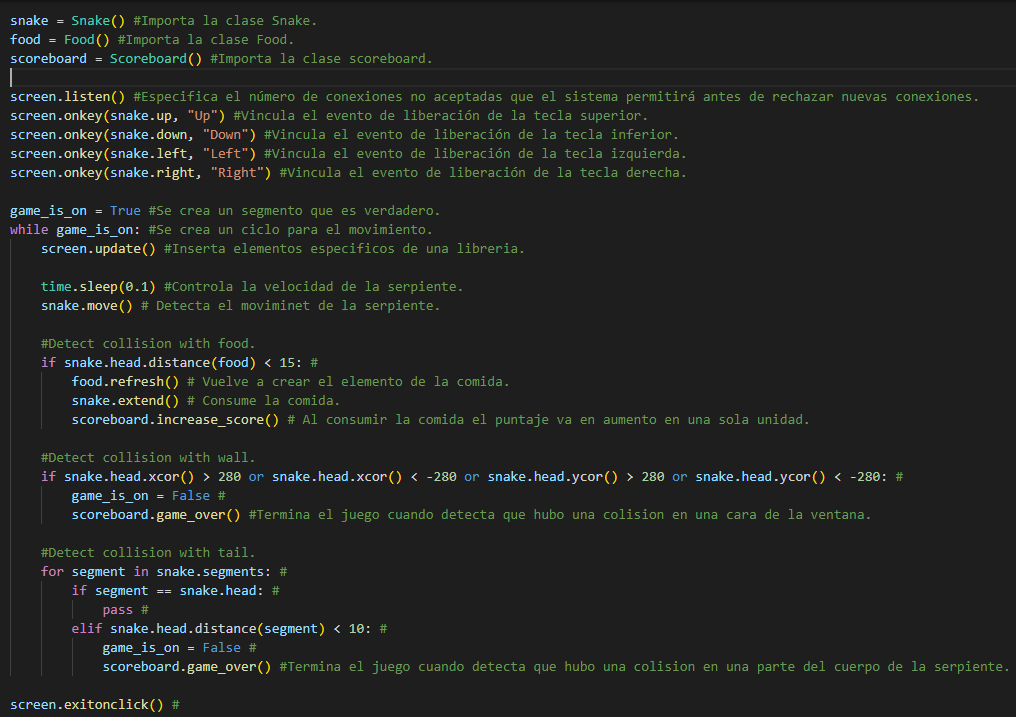 snake = Snake() #Importa la clase Snake.
food = Food() #Importa la clase Food.
scoreboard = Scoreboard() #Importa la clase scoreboard.
screen.listen() #Especifica el número de conexiones no aceptadas que el sistema permitirá antes de rechazar nuevas conexiones.
screen.onkey(snake.up, "Up") #Vincula el evento de liberación de la tecla superior.
screen.onkey(snake.down, "Down") #Vincula el evento de liberación de la tecla inferior.
screen.onkey(snake.left, "Left") #Vincula el evento de liberación de la tecla izquierda.
screen.onkey(snake.right, "Right") #Vincula el evento de liberación de la tecla derecha.
game_is_on = True #Se crea un segmento que es verdadero.
while game_is_on: #Se crea un ciclo para el movimiento.
    screen.update() #Inserta elementos especificos de una libreria.
    time.sleep(0.1) #Controla la velocidad de la serpiente.
    snake.move() # Detecta el moviminet de la serpiente.
    #Detect collision with food.
    if snake.head.distance(food) < 15: #
        food.refresh() # Vuelve a crear el elemento de la comida.
        snake.extend() # Consume la comida.
        scoreboard.increase_score() # Al consumir la comida el puntaje va en aumento en una sola unidad.
    #Detect collision with wall.
    if snake.head.xcor() > 280 or snake.head.xcor() < -280 or snake.head.ycor() > 280 or snake.head.ycor() < -280: #
        game_is_on = False #
        scoreboard.game_over() #Termina el juego cuando detecta que hubo una colision en una cara de la ventana.
    #Detect collision with tail.
    for segment in snake.segments: #
        if segment == snake.head: #
            pass #
        elif snake.head.distance(segment) < 10: #
            game_is_on = False #
            scoreboard.game_over() #Termina el juego cuando detecta que hubo una colision en una parte del cuerpo de la serpiente.
screen.exitonclick() #